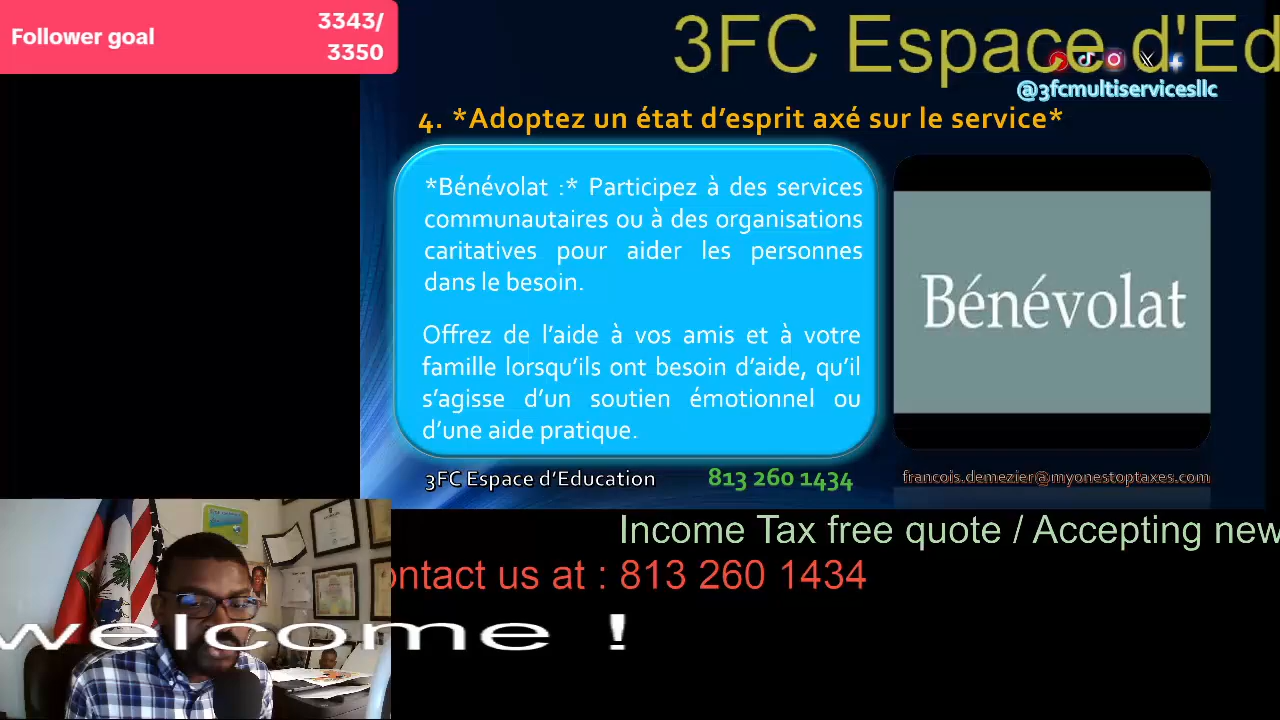 Follower goal
3343/
3350
3FC Espace d'Ed
@3fcmultiservicesllc
4. *Adoptez un état d’esprit axé sur le service*
*Bénévolat :* Participez à des services
communautaires ou à des organisations
caritatives pour aider les personnes
dans le besoin.
Offrez de l’aide à vos amis et à votre
famille lorsqu’ils ont besoin d’aide, qu’il
s’agisse d’un soutien émotionnel ou
d’une aide pratique.
Bénévolat
3FC Espace d’Education
813 260 1434
francois.demezier@myonestoptaxes.com
Income Tax free quote / Accepting new
ontact us at : 813 260 1434
welcome !